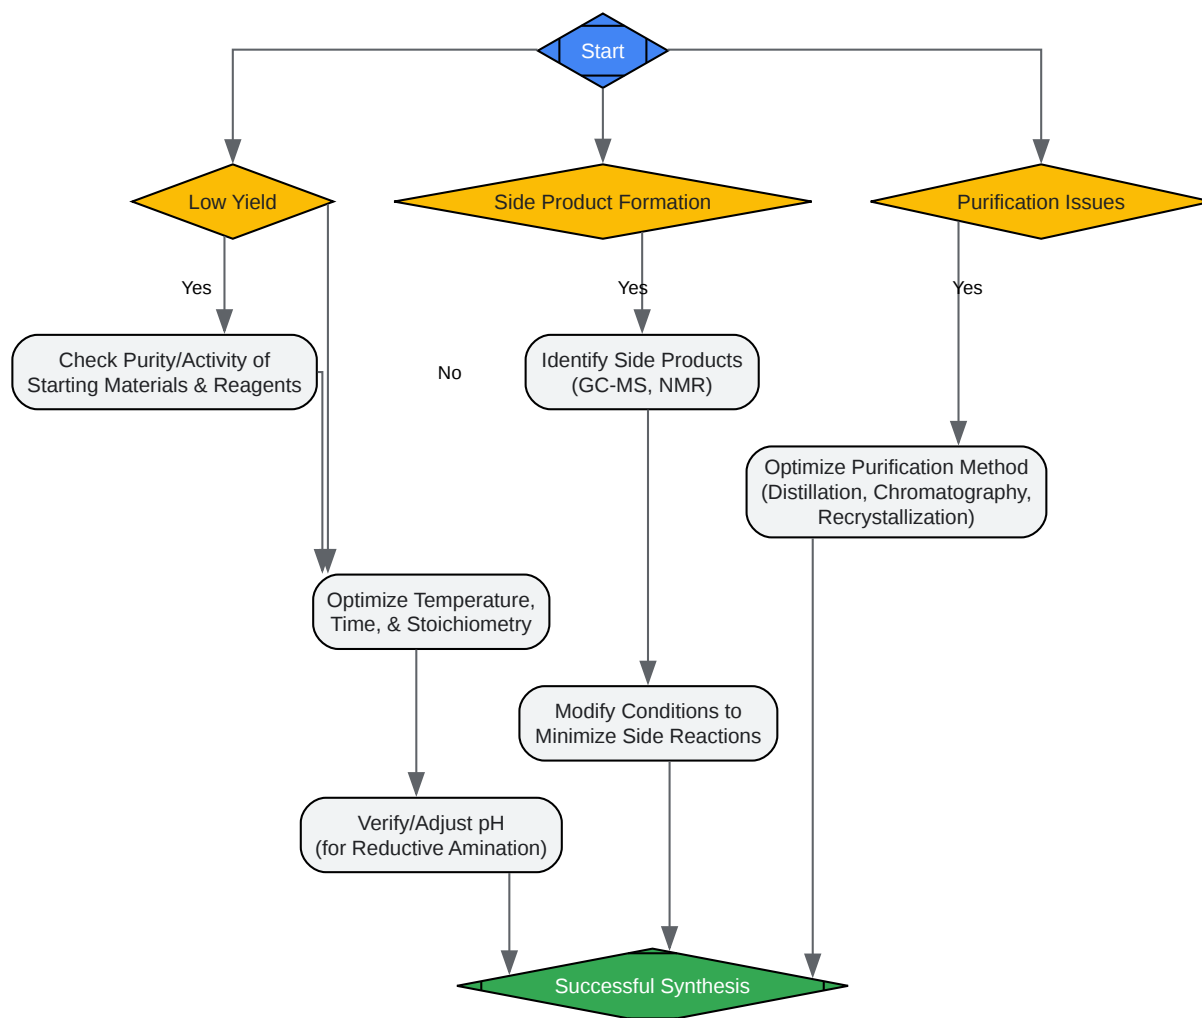 Start
Low Yield
Side Product Formation
Purification Issues
Yes
Yes
Yes
Check Purity/Activity of
Starting Materials & Reagents
No
Identify Side Products
(GC-MS, NMR)
Optimize Purification Method
(Distillation, Chromatography,
Recrystallization)
Optimize Temperature,
Time, & Stoichiometry
Modify Conditions to
Minimize Side Reactions
Verify/Adjust pH
(for Reductive Amination)
Successful Synthesis